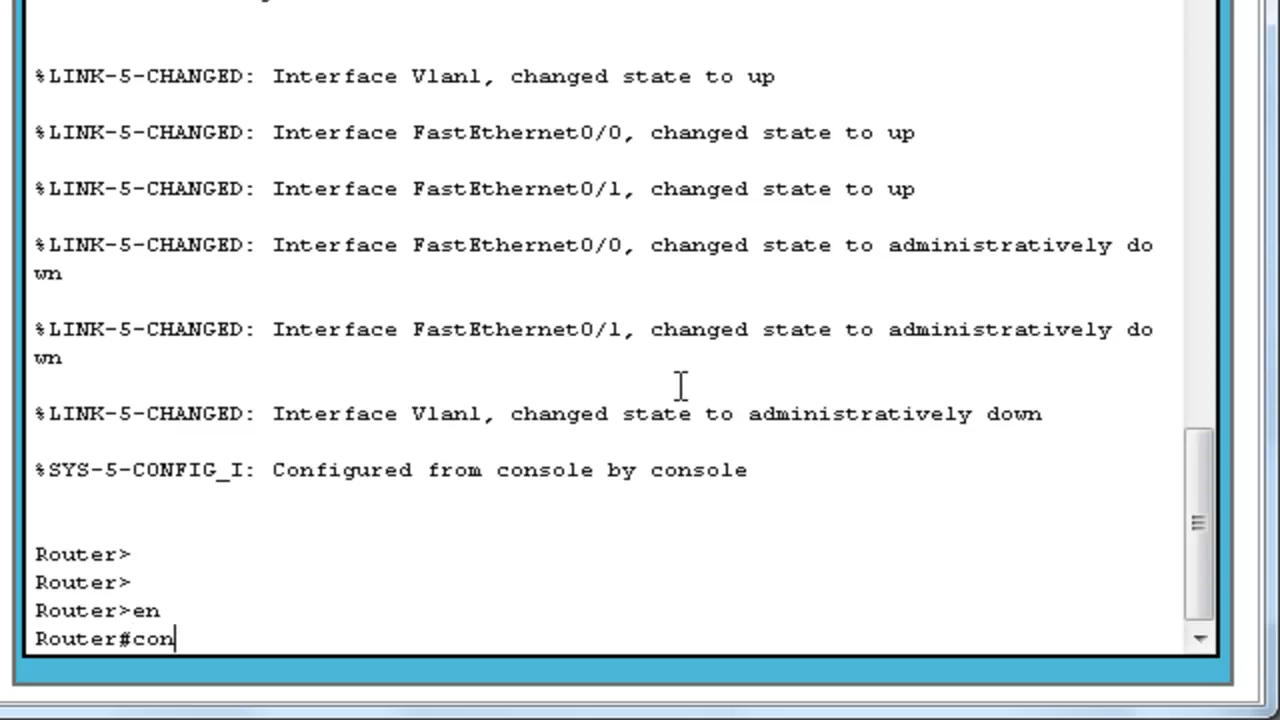 %LINK-5-CHANGED: Interface Vlan1, changed state to up
%LINK-5-CHANGED: Interface FastEthernet0/0, changed state to up
%LINK-5-CHANGED: Interface FastEthernet0/1, changed state to up
%LINK-5-CHANGED: Interface FastEthernet0/0, changed state to administratively do
wn
%LINK-5-CHANGED: Interface FastEthernet0/1, changed state to administratively do
wn
%LINK-5-CHANGED: Interface Vlan1, changed state to administratively down
%SYS-5-CONFIG_I: Configured from console by console
Router>
Router>
Router>en
Router#con